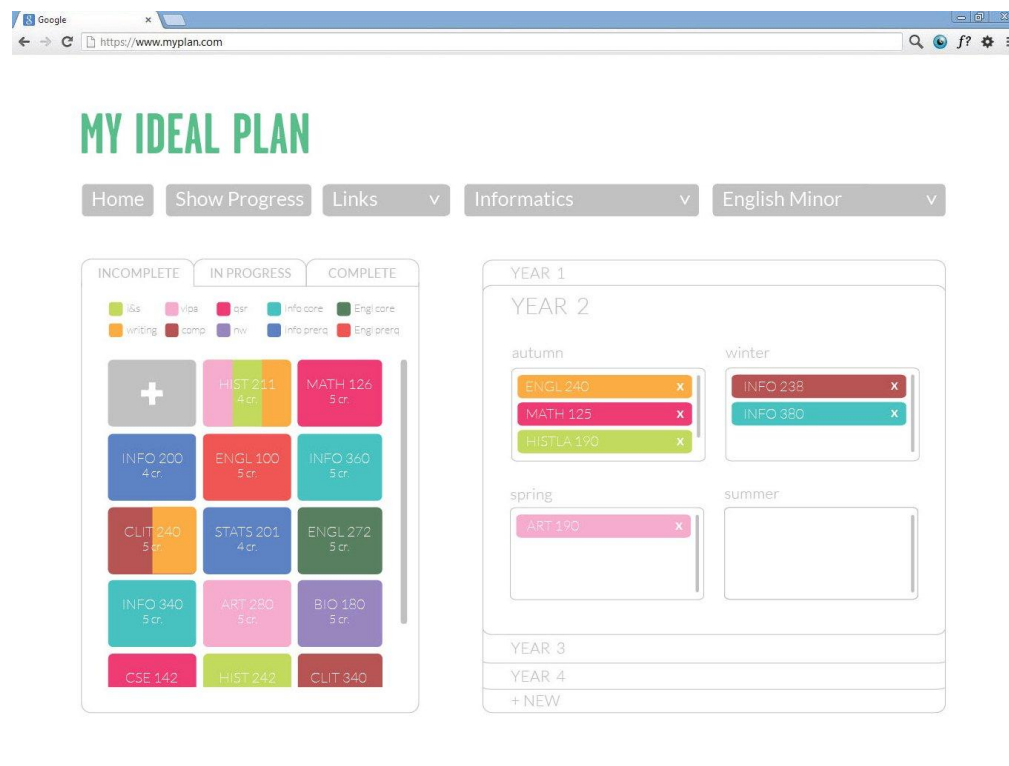 Google
https://www.myplan.com
f?
MY IDEAL PLAN
Home Show Progress Links Informatics English Minor
INCOMPLETE IN PROGRESS COMPLETE
i&s vlpa qsr Info core Engl core
writing comp nw Info prerq Engl prerq
HIST 211
4 cr.
MATH 126
5 cr.
INFO 200
4 cr.
ENGL 100
5 cr.
INFO 360
5 cr.
CLIT 240
5 cr.
STATS 201
4 cr.
ENGL 272
5 cr.
INFO 340
5 cr.
ART 280
5 cr.
BIO 180
5 cr.
CSE 142
HIST 242
CLIT 340
YEAR 1
YEAR 2
autumn
ENGL 240 x
MATH 125 x
HISTLA 190 x
winter
INFO 238 x
INFO 380 x
spring
ART 190 x
summer
YEAR 3
YEAR 4
+ NEW